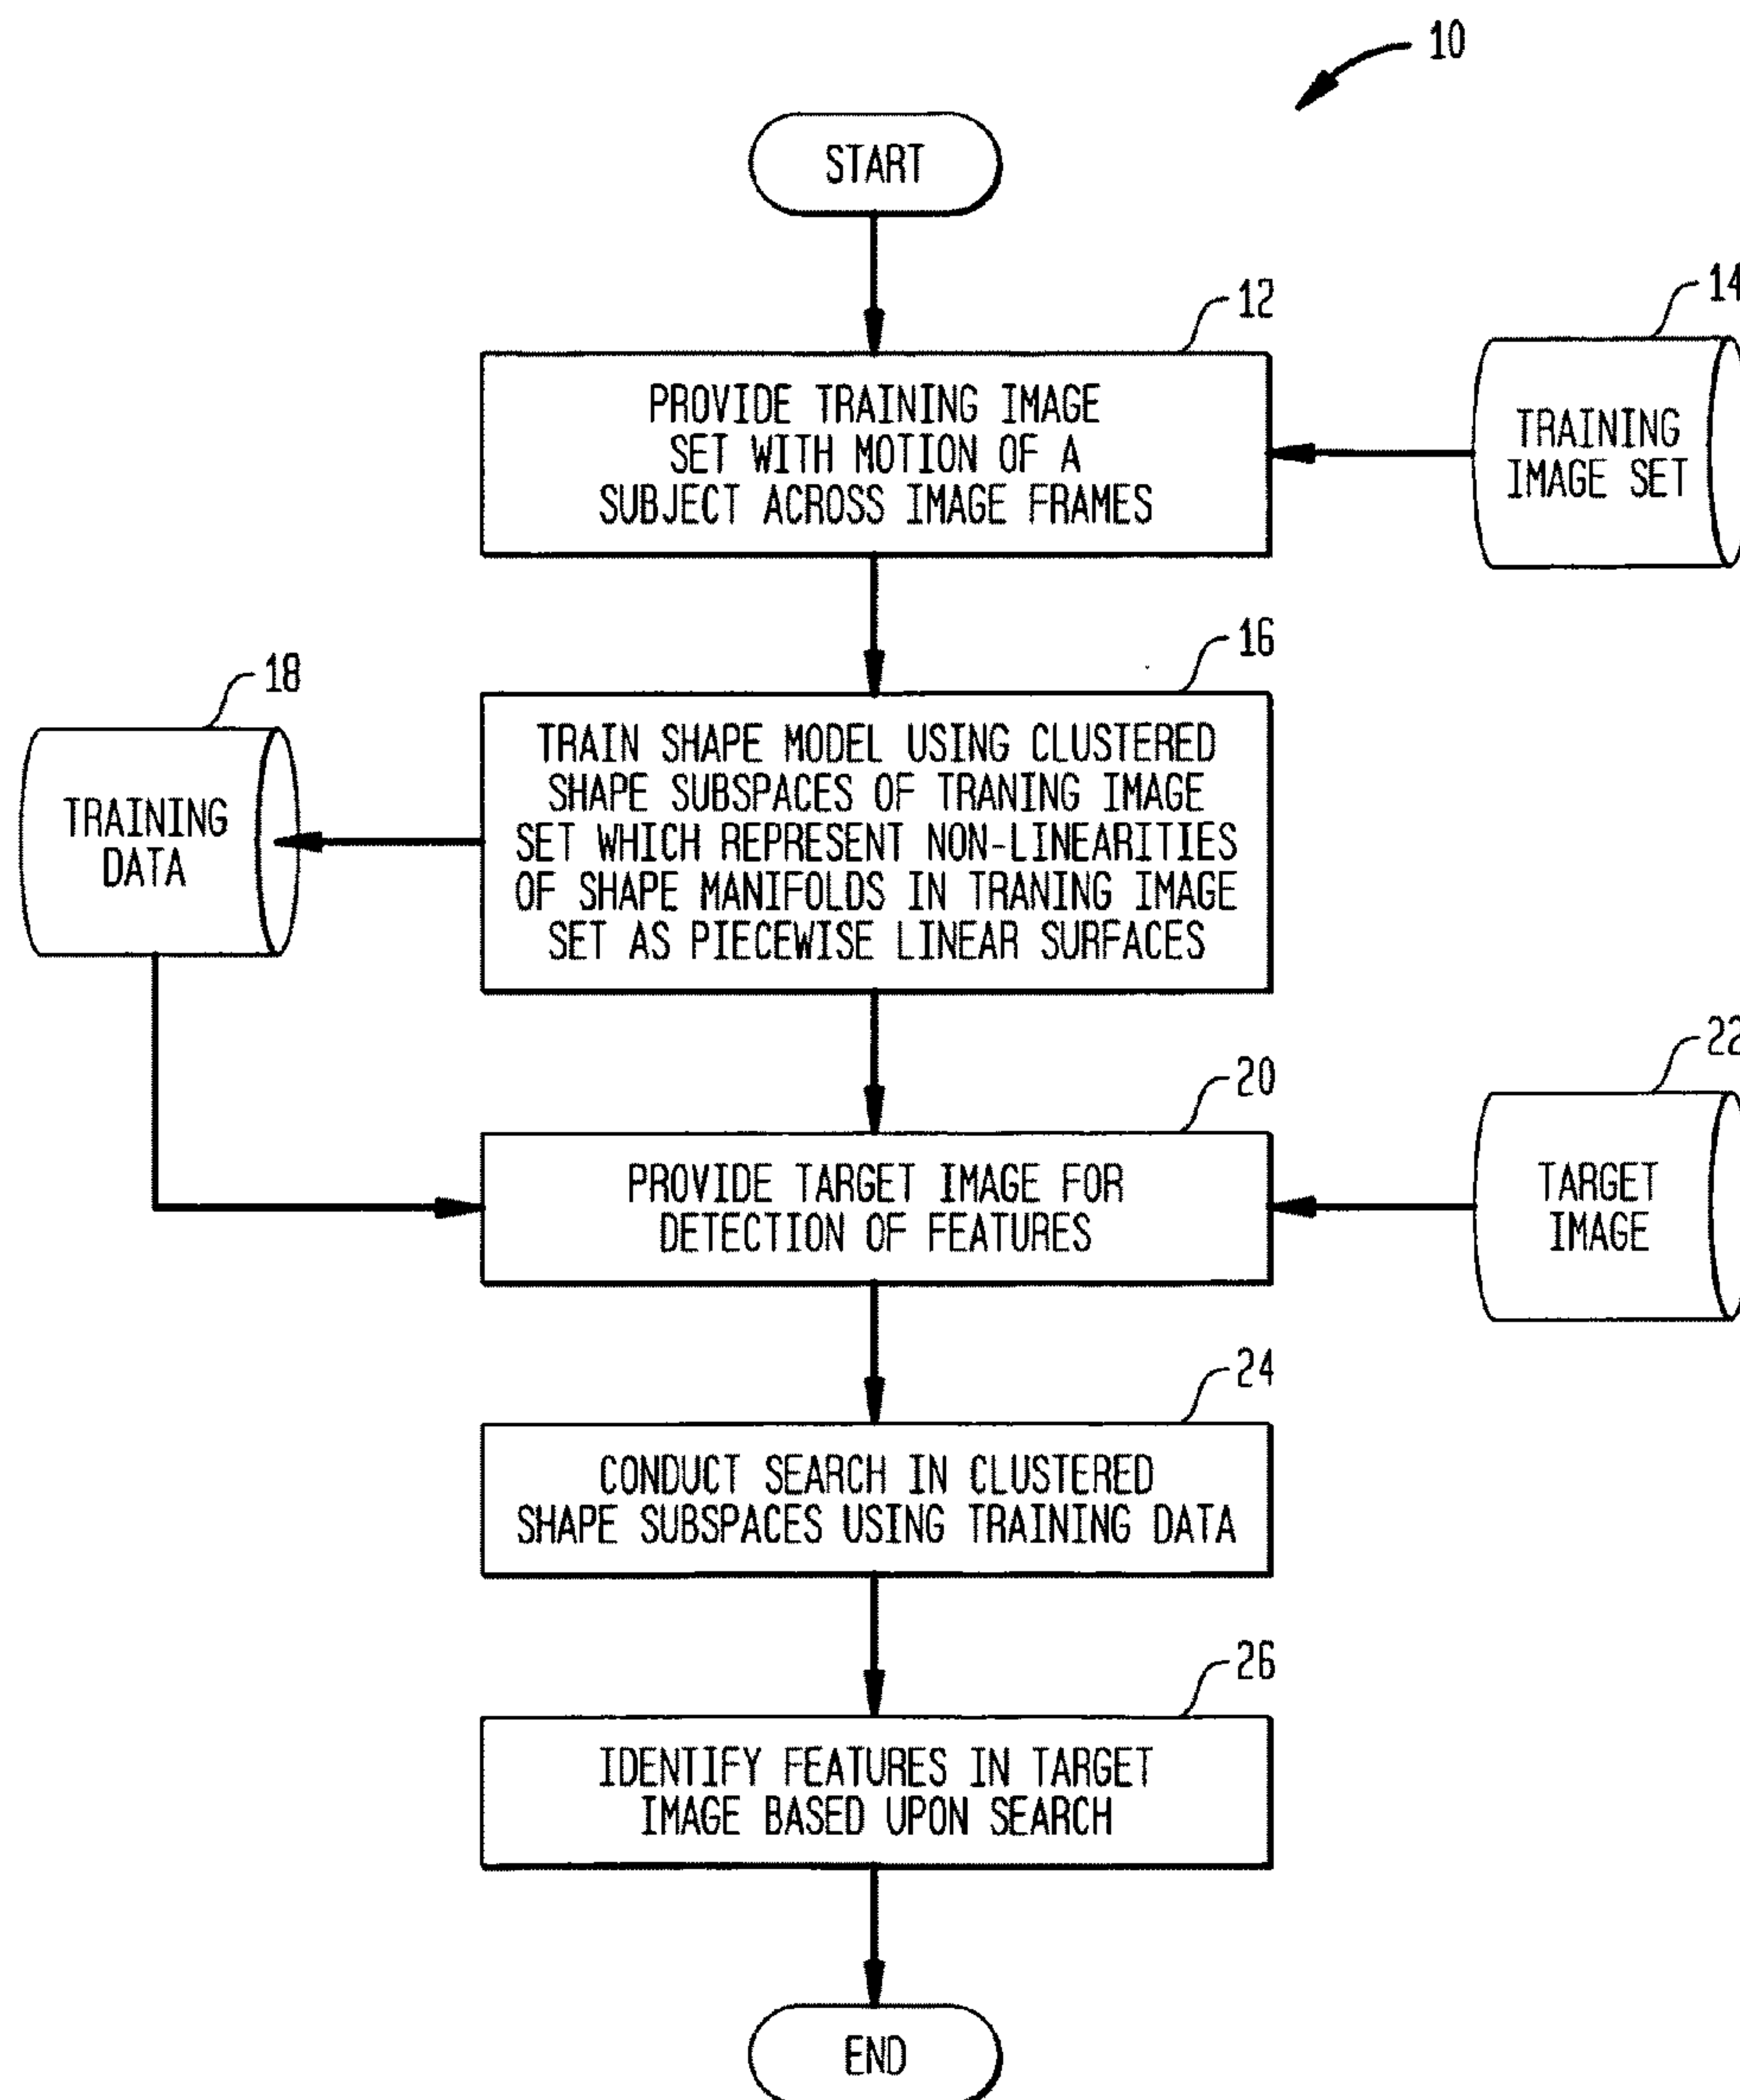 10
START
12
PROVIDE TRAINING IMAGE
SET WITH MOTION OF A
SUBJECT ACROSS IMAGE FRAMES
14
TRAINING
IMAGE SET
16
TRAIN SHAPE MODEL USING CLUSTERED
SHAPE SUBSPACES OF TRANING IMAGE
SET WHICH REPRESENT NON-LINEARITIES
OF SHAPE MANIFOLDS IN TRANING IMAGE
SET AS PIECEWISE LINEAR SURFACES
18
TRAINING
DATA
20
PROVIDE TARGET IMAGE FOR
DETECTION OF FEATURES
22
TARGET
IMAGE
24
CONDUCT SEARCH IN CLUSTERED
SHAPE SUBSPACES USING TRAINING DATA
26
IDENTIFY FEATURES IN TARGET
IMAGE BASED UPON SEARCH
END